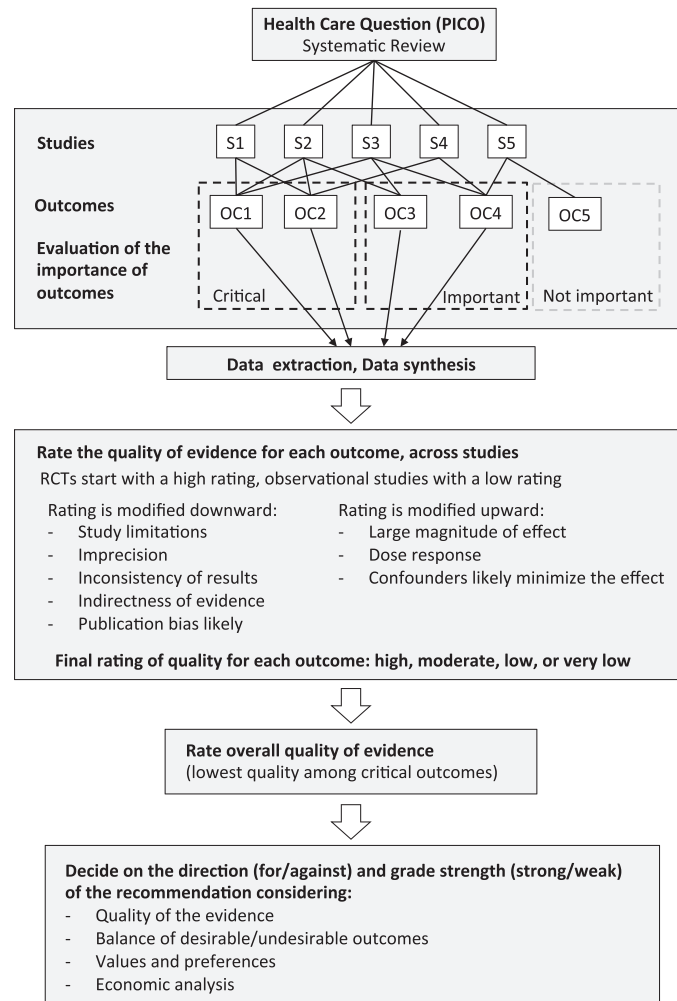 Health Care Question (PICO)
Systematic Review
Studies
S1 S2 S3 S4 S5
Outcomes
OC1 OC2 OC3 OC4 OC5
Evaluation of the
importance of
outcomes
Critical Important Not important
Data extraction, Data synthesis
Rate the quality of evidence for each outcome, across studies
RCTs start with a high rating, observational studies with a low rating
Rating is modified downward:
- Study limitations
- Imprecision
- Inconsistency of results
- Indirectness of evidence
- Publication bias likely
Rating is modified upward:
- Large magnitude of effect
- Dose response
- Confounders likely minimize the effect
Final rating of quality for each outcome: high, moderate, low, or very low
Rate overall quality of evidence
(lowest quality among critical outcomes)
Decide on the direction (for/against) and grade strength (strong/weak)
of the recommendation considering:
- Quality of the evidence
- Balance of desirable/undesirable outcomes
- Values and preferences
- Economic analysis